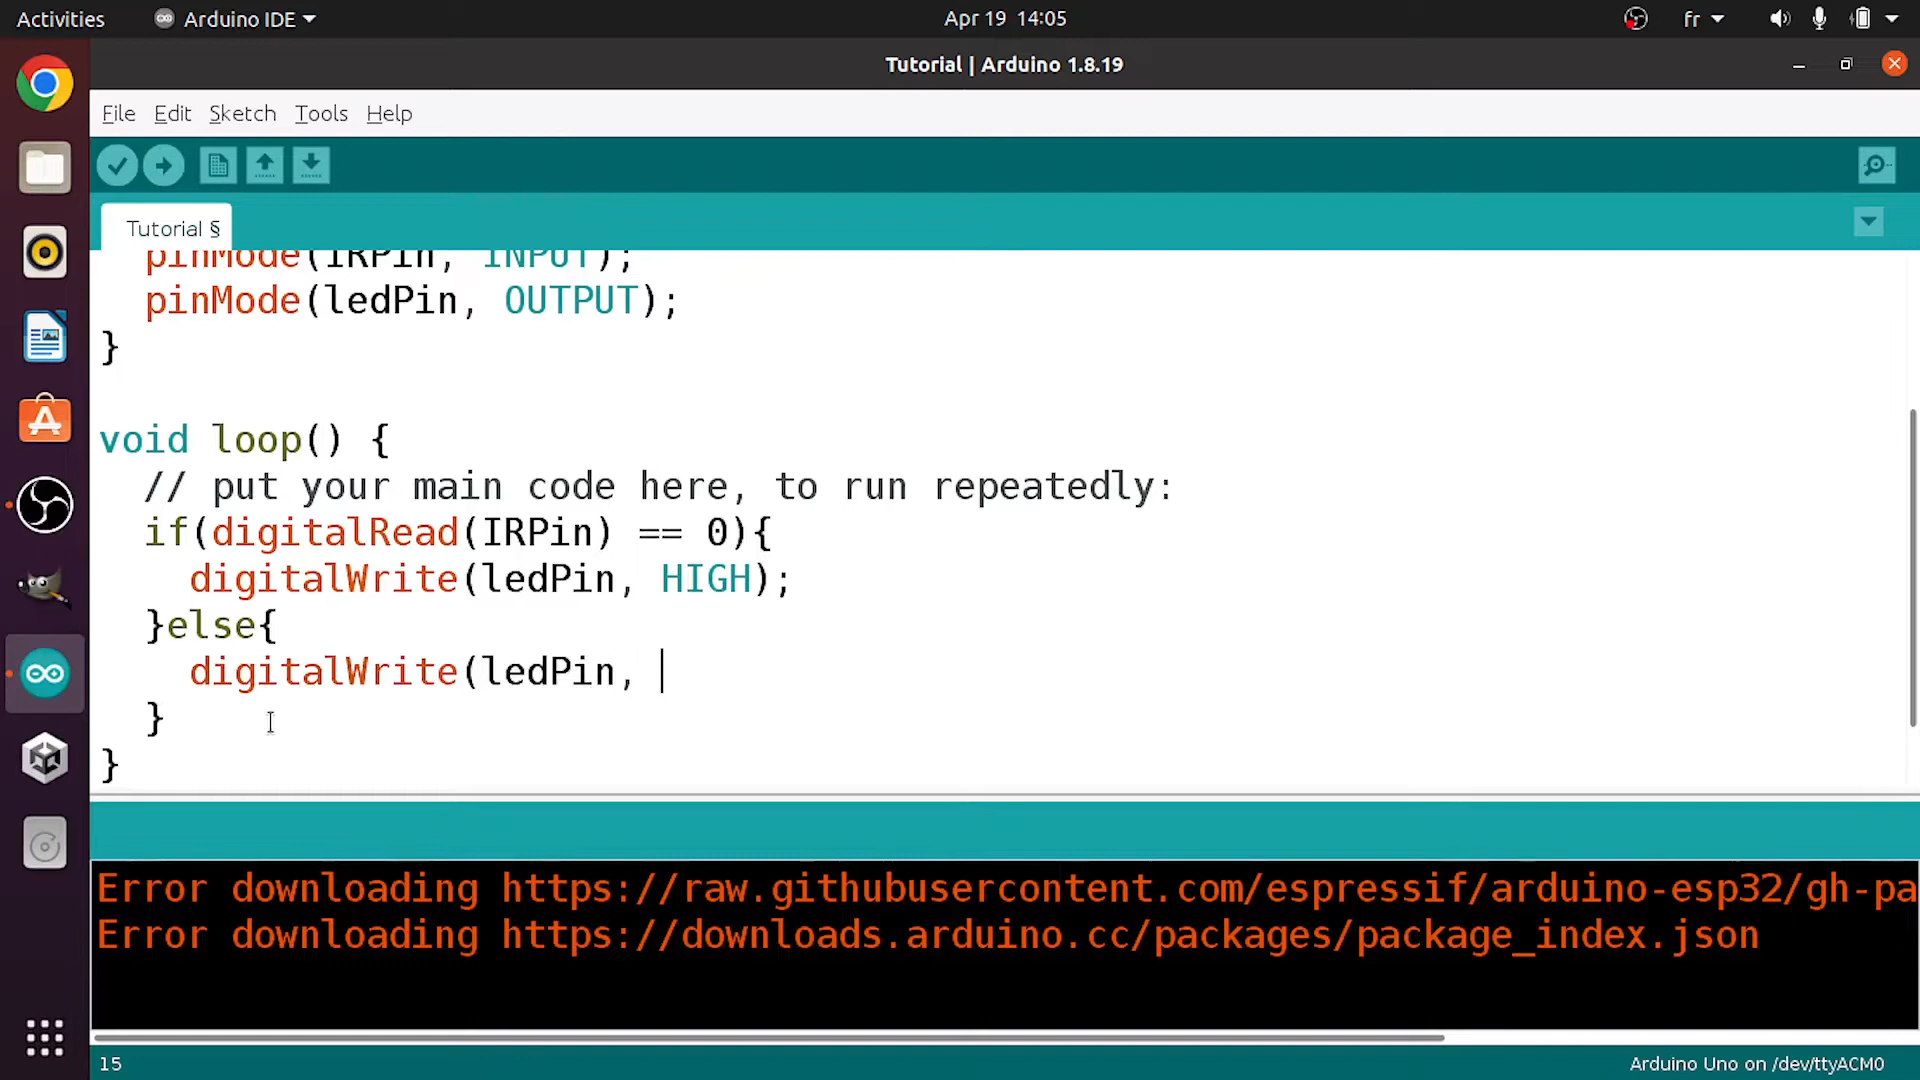 Activities
Arduino IDE
Apr 19 14:05
fr
Tutorial | Arduino 1.8.19
File Edit Sketch Tools Help
Tutorial §
pinMode(IRPin, INPUT);
pinMode(ledPin, OUTPUT);
}
void loop() {
// put your main code here, to run repeatedly:
if(digitalRead(IRPin) == 0){
digitalWrite(ledPin, HIGH);
}else{
digitalWrite(ledPin,
}
}
Error downloading https://raw.githubusercontent.com/espressif/arduino-esp32/gh-pa
Error downloading https://downloads.arduino.cc/packages/package_index.json
15
Arduino Uno on /dev/ttyACM0